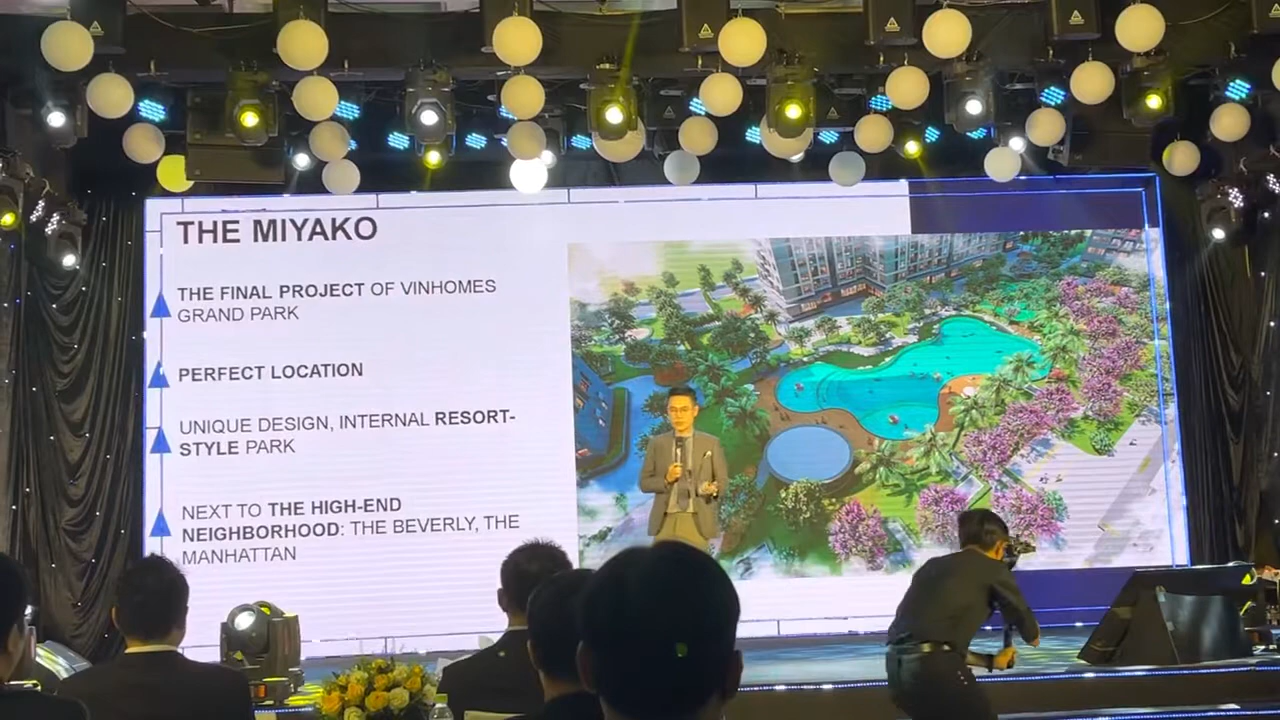 THE MIYAKO
THE FINAL PROJECT OF VINHOMES
GRAND PARK
PERFECT LOCATION
UNIQUE DESIGN, INTERNAL RESORT-
STYLE PARK
NEXT TO THE HIGH-END
NEIGHBORHOOD: THE BEVERLY, THE
MANHATTAN